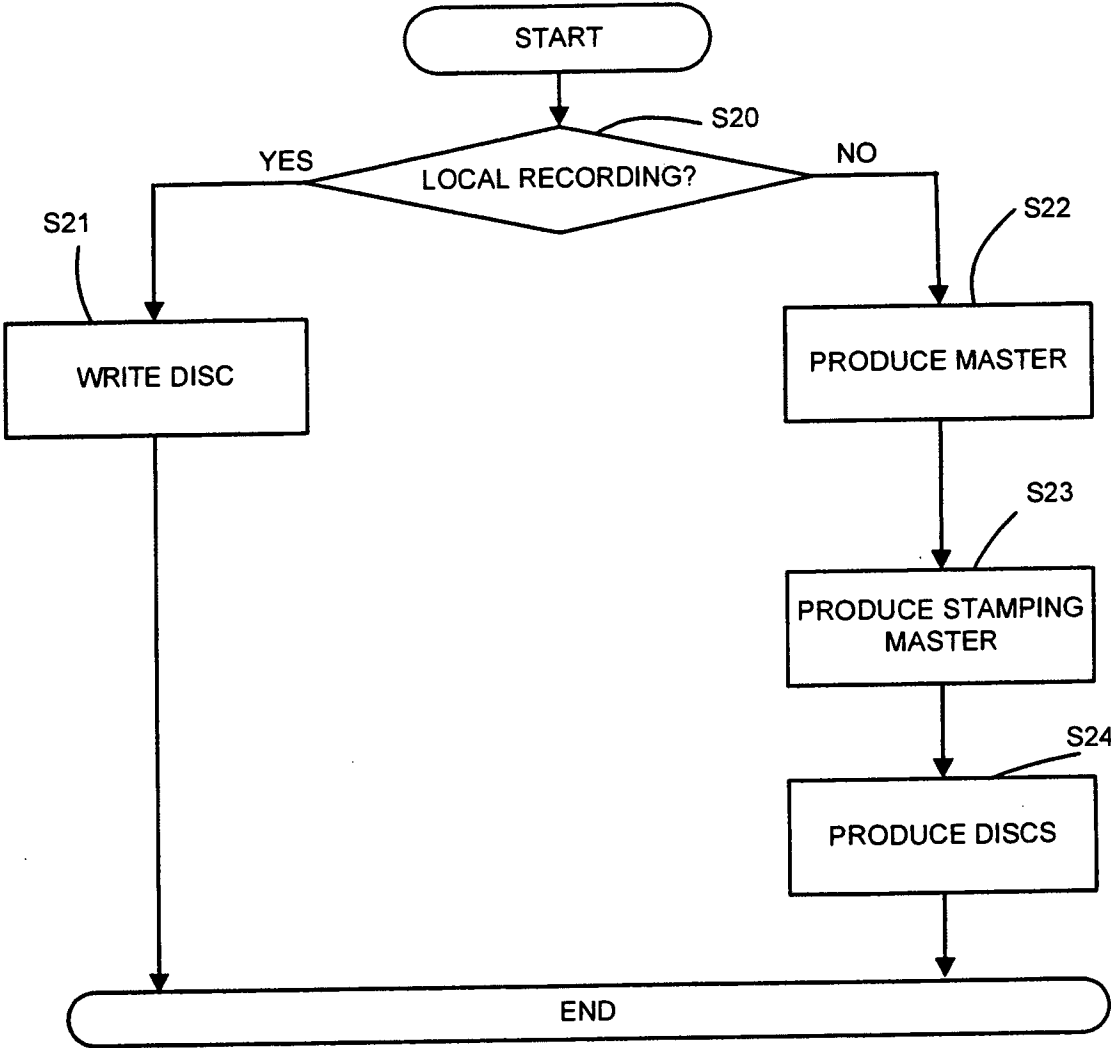 START
S20
YES
NO
LOCAL RECORDING?
S21
S22
WRITE DISC
PRODUCE MASTER
S23
PRODUCE STAMPING
MASTER
S24
PRODUCE DISCS
END